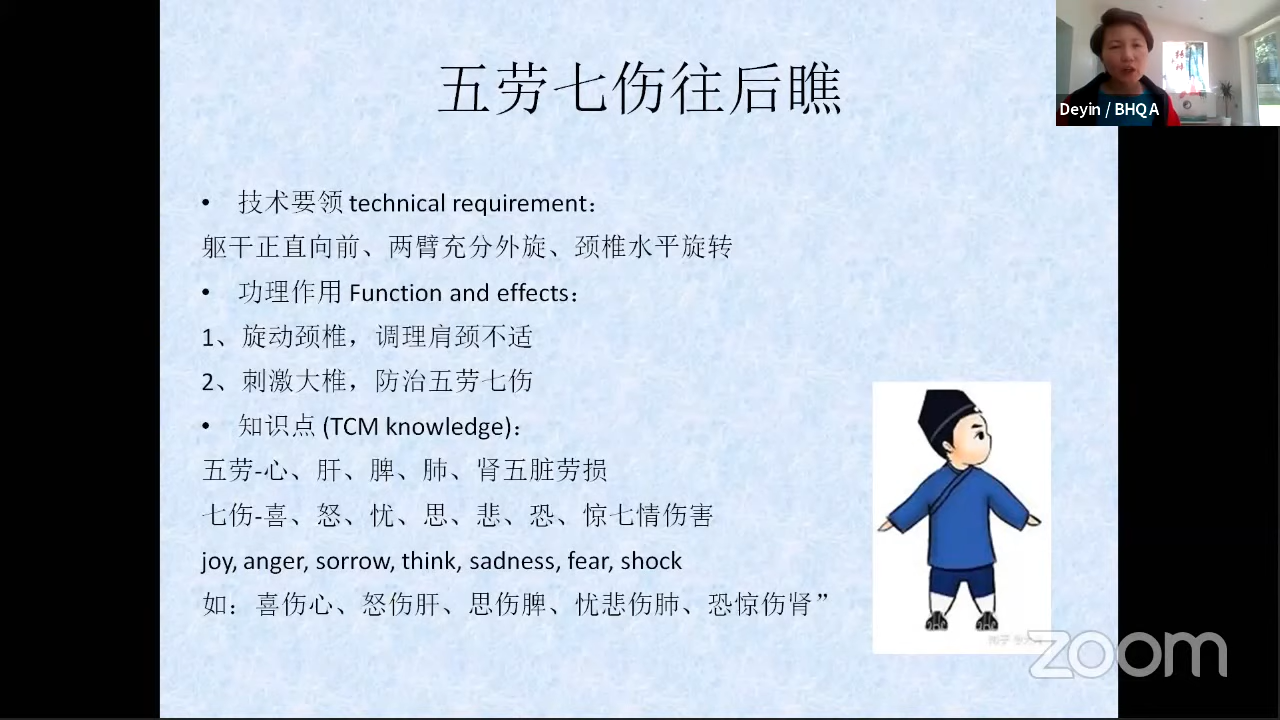 五劳七伤往后瞧
Deyin / BHQA
• 技术要领 technical requirement：
躯干正直向前、两臂充分外旋、颈椎水平旋转
• 功理作用 Function and effects：
1、旋动颈椎，调理肩颈不适
2、刺激大椎，防治五劳七伤
• 知识点 (TCM knowledge)：
五劳-心、肝、脾、肺、肾五脏劳损
七伤-喜、怒、忧、思、悲、恐、惊七情伤害
joy, anger, sorrow, think, sadness, fear, shock
如：喜伤心、怒伤肝、思伤脾、忧悲伤肺、恐惊伤肾”
zoom